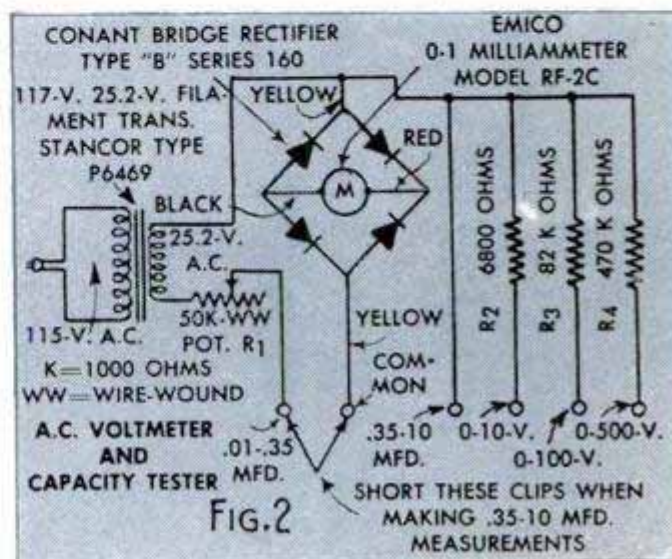 CONANT BRIDGE RECTIFIER
TYPE "B" SERIES 160
EMICO
0-1 MILLIAMMETER
MODEL RF-2C
117-V. 25.2-V. FILA-
MENT TRANS.
STANCOR TYPE
P6469
YELLOW
RED
M
BLACK
25.2-V.
A.C.
6800 OHMS
82 K OHMS
470 K OHMS
R2
R3
R4
50K-WW
POT. R1
115-V. A.C.
K=1000 OHMS
WW=WIRE-WOUND
YELLOW
COM-
MON
A.C. VOLTMETER
AND
CAPACITY TESTER
.01-.35
MFD.
.35-10
MFD.
0-10-V.
0-100-V.
0-500-V.
FIG.2
SHORT THESE CLIPS WHEN
MAKING .35-10 MFD.
MEASUREMENTS